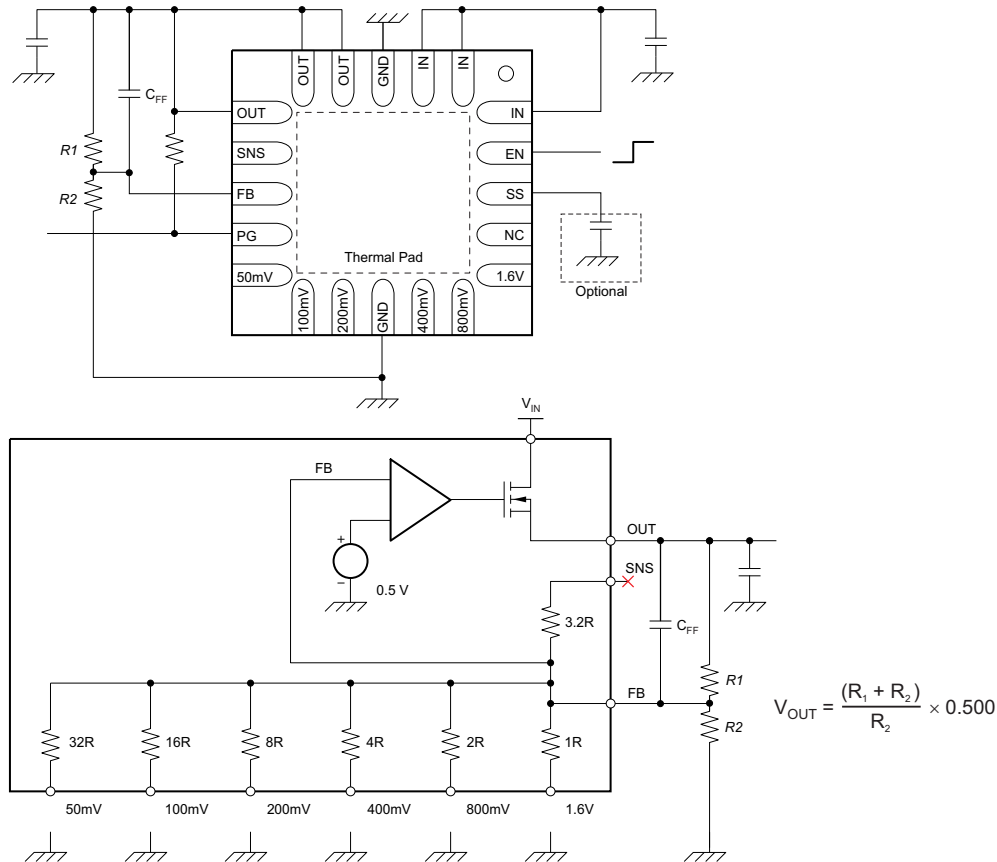 OUT
OUT
GND
IN
IN
C_FF
OUT
IN
R1
SNS
EN
R2
FB
SS
PG
NC
Thermal Pad
50mV
1.6V
Optional
100mV
200mV
GND
400mV
800mV
V_IN
FB
OUT
+
−
0.5 V
SNS
3.2R
C_FF
FB
R1
R2
V_OUT = (R_1 + R_2) / R_2 × 0.500
32R
16R
8R
4R
2R
1R
50mV
100mV
200mV
400mV
800mV
1.6V